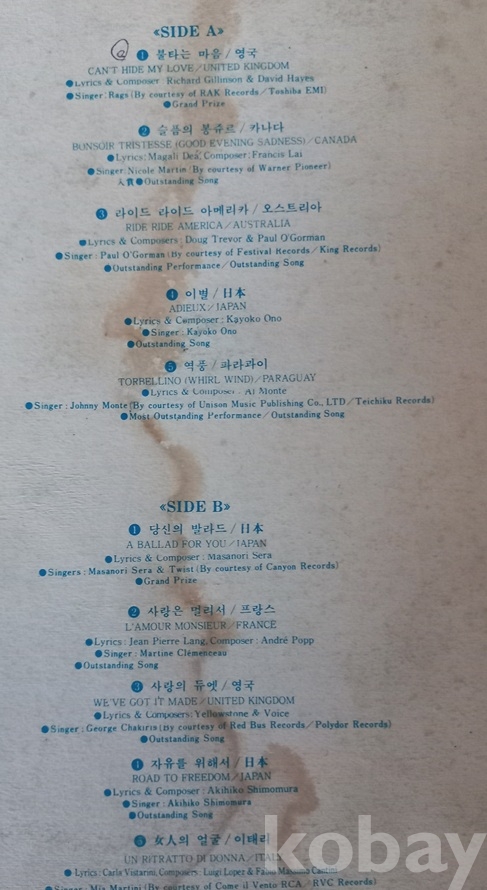 ≪SIDE A≫
❶ 불타는 마음 / 영국
CAN'T HIDE MY LOVE / UNITED KINGDOM
●Lyrics & Composer: Richard Gillinson & David Hayes
●Singer: Rags (By courtesy of RAK Records / Toshiba EMI)
●Grand Prize
❷ 슬픔의 봉쥬르 / 카나다
BONSOIR TRISTESSE (GOOD EVENING SADNESS) / CANADA
●Lyrics: Magali Dea, Composer: Francis Lai
●Singer: Nicole Martin (By courtesy of Warner Pioneer)
入賞 ●Outstanding Song
❸ 라이드 라이드 아메리카 / 오스트리아
RIDE RIDE AMERICA / AUSTRALIA
●Lyrics & Composers: Doug Trevor & Paul O'Gorman
●Singer: Paul O'Gorman (By courtesy of Festival Records / King Records)
●Outstanding Performance / Outstanding Song
❹ 이별 / 日本
ADIEUX / JAPAN
●Lyrics & Composer: Kayoko Ono
●Singer: Kayoko Ono
●Outstanding Song
❺ 역풍 / 파라과이
TORBELLINO (WHIRL WIND) / PARAGUAY
●Lyrics & Composer: Al Monte
●Singer: Johnny Monte (By courtesy of Unison Music Publishing Co., LTD / Teichiku Records)
●Most Outstanding Performance / Outstanding Song
≪SIDE B≫
❶ 당신의 발라드 / 日本
A BALLAD FOR YOU / JAPAN
●Lyrics & Composer: Masanori Sera
●Singers: Masanori Sera & Twist (By courtesy of Canyon Records)
●Grand Prize
❷ 사랑은 멀리서 / 프랑스
L'AMOUR MONSIEUR / FRANCE
●Lyrics: Jean Pierre Lang, Composer: André Popp
●Singer: Martine Clémenceau
●Outstanding Song
❸ 사랑의 듀엣 / 영국
WE'VE GOT IT MADE / UNITED KINGDOM
●Lyrics & Composers: Yellowstone & Voice
●Singer: George Chakiris (By courtesy of Red Bus Records / Polydor Records)
●Outstanding Song
❹ 자유를 위해서 / 日本
ROAD TO FREEDOM / JAPAN
●Lyrics & Composer: Akihiko Shimomura
●Singer: Akihiko Shimomura
●Outstanding Song
❺ 女人의 얼굴 / 이태리
UN RITRATTO DI DONNA / ITALY
●Lyrics: Carla Vistarini, Composers: Luigi Lopez & Fabio Massimo Cantini
●Singer: Mia Martini (By courtesy of Come il Vento RCA / RVC Records)
kobay